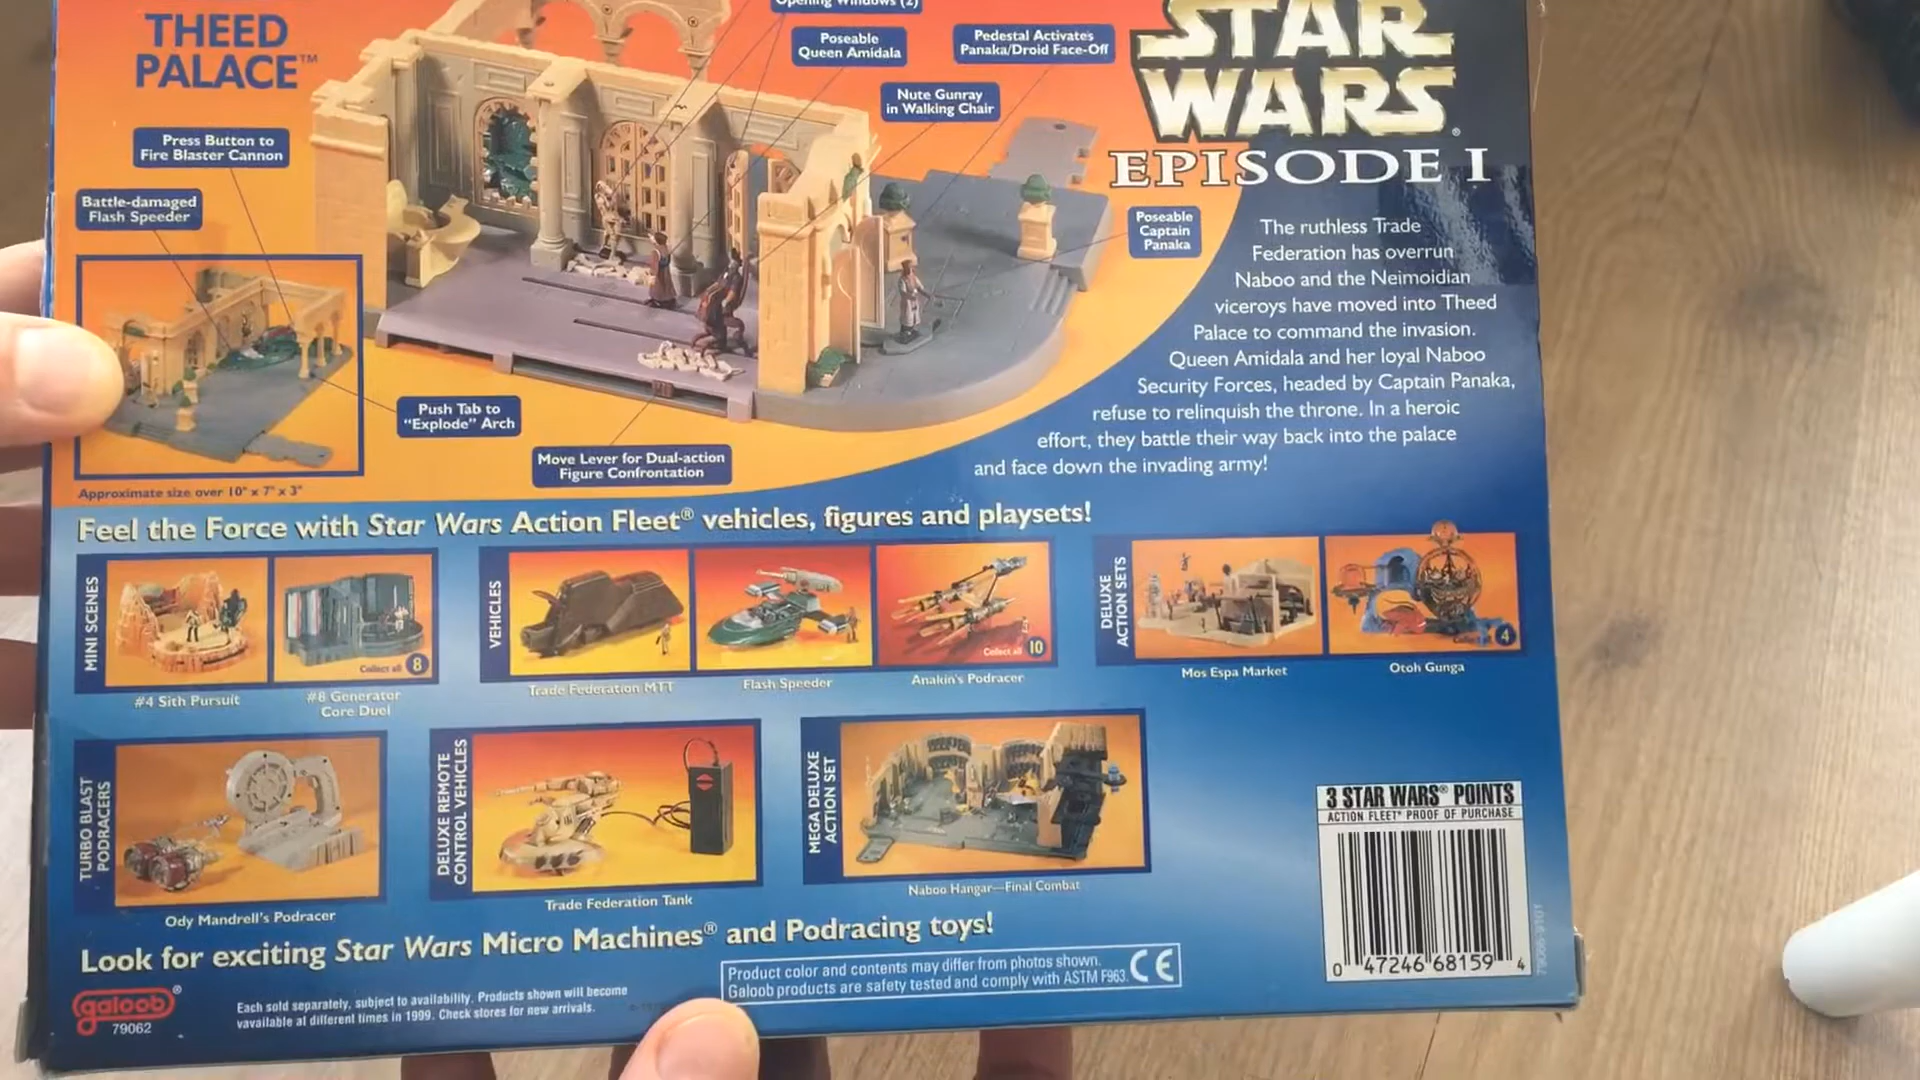 THEED
PALACE™
Opening Windows (2)
Poseable
Queen Amidala
Pedestal Activates
Panaka/Droid Face-Off
STAR
WARS®
EPISODE I
Nute Gunray
in Walking Chair
Press Button to
Fire Blaster Cannon
Battle-damaged
Flash Speeder
Poseable
Captain
Panaka
The ruthless Trade
Federation has overrun
Naboo and the Neimoidian
viceroys have moved into Theed
Palace to command the invasion.
Queen Amidala and her loyal Naboo
Security Forces, headed by Captain Panaka,
refuse to relinquish the throne. In a heroic
effort, they battle their way back into the palace
and face down the invading army!
Push Tab to
"Explode" Arch
Move Lever for Dual-action
Figure Confrontation
Approximate size over 10" x 7" x 3"
Feel the Force with Star Wars Action Fleet® vehicles, figures and playsets!
MINI SCENES
Collect all 8
#4 Sith Pursuit
#8 Generator
Core Duel
VEHICLES
Collect all 10
Trade Federation MTT
Flash Speeder
Anakin's Podracer
DELUXE
ACTION SETS
Collect all 4
Mos Espa Market
Otoh Gunga
TURBO BLAST
PODRACERS
Ody Mandrell's Podracer
DELUXE REMOTE
CONTROL VEHICLES
Trade Federation Tank
MEGA DELUXE
ACTION SET
Naboo Hangar—Final Combat
3 STAR WARS® POINTS
ACTION FLEET® PROOF OF PURCHASE
0 47246 68159 4
Look for exciting Star Wars Micro Machines® and Podracing toys!
Product color and contents may differ from photos shown.
Galoob products are safety tested and comply with ASTM F963.
CE
galoob®
79062
Each sold separately, subject to availability. Products shown will become
vavailable at different times in 1999. Check stores for new arrivals.